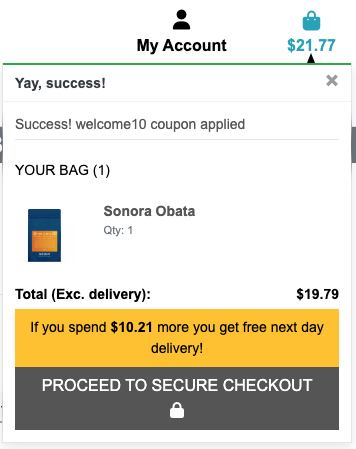 My Account
$21.77
Yay, success!
Success! welcome10 coupon applied
YOUR BAG (1)
Sonora Obata
Qty: 1
Total (Exc. delivery):
$19.79
If you spend $10.21 more you get free next day
delivery!
PROCEED TO SECURE CHECKOUT